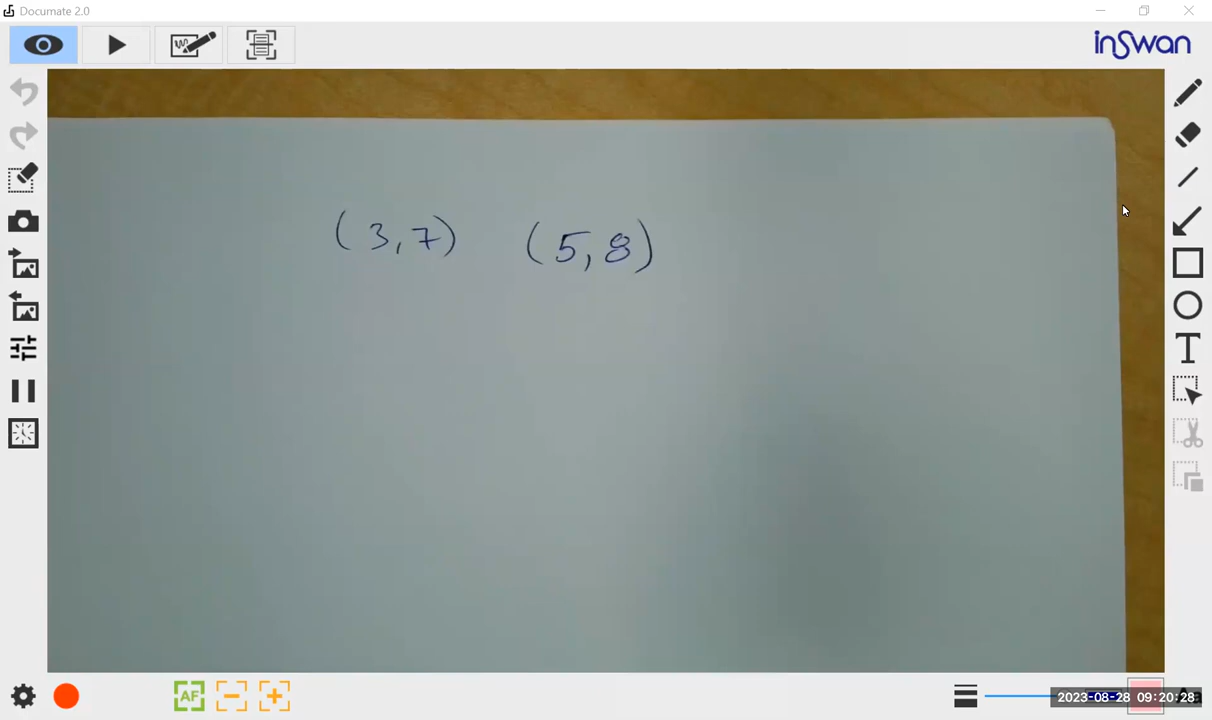 Documate 2.0
inSwan
(3,7) (5,8)
T
AF
2023-08-28 09:20:28